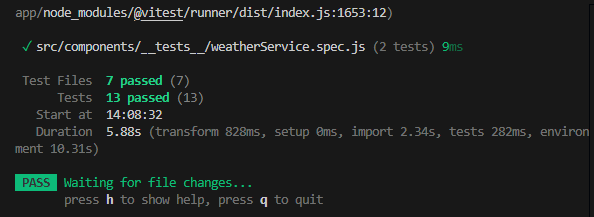 app/node_modules/@vitest/runner/dist/index.js:1653:12)
✓ src/components/__tests__/weatherService.spec.js (2 tests) 9ms
Test Files 7 passed (7)
Tests 13 passed (13)
Start at 14:08:32
Duration 5.88s (transform 828ms, setup 0ms, import 2.34s, tests 282ms, environ
ment 10.31s)
PASS Waiting for file changes...
press h to show help, press q to quit